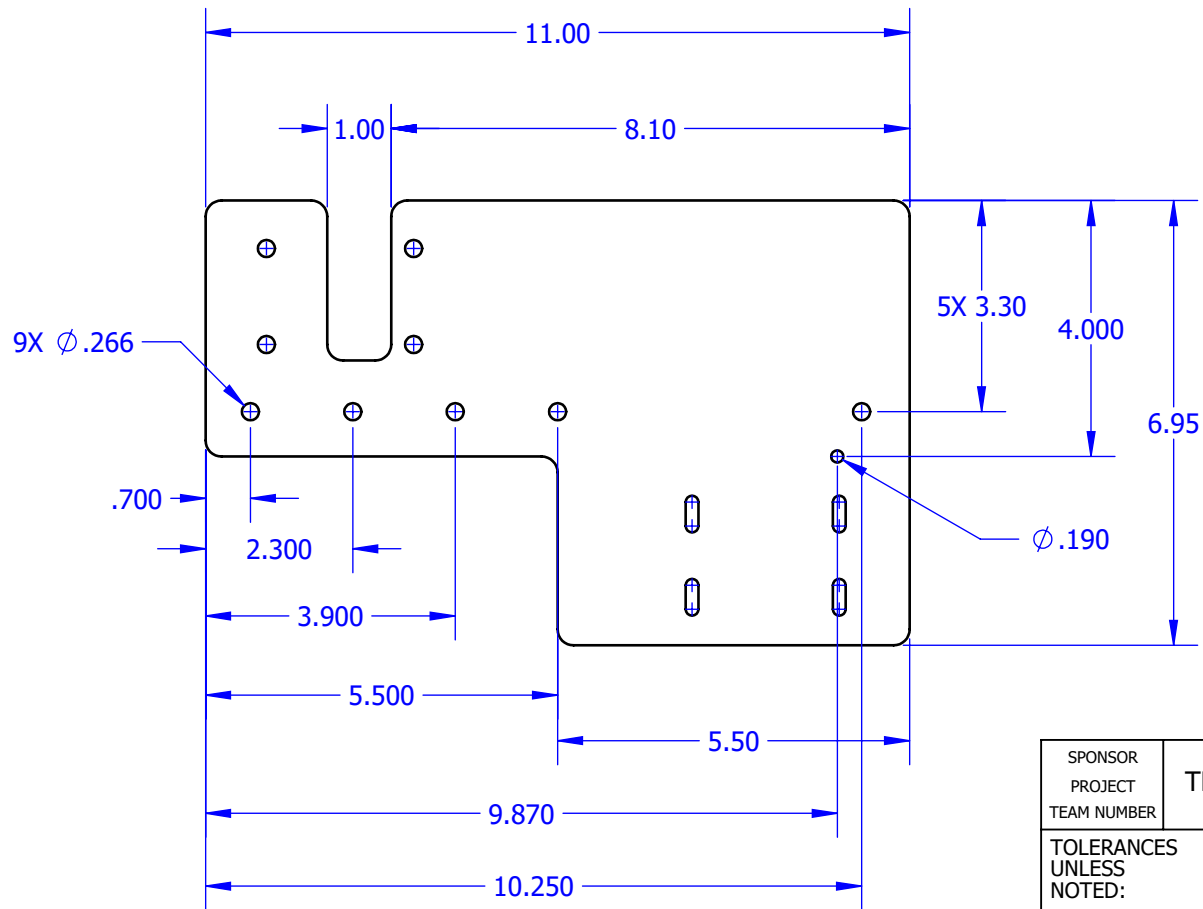 11.00
1.00
8.10
5X 3.30
4.000
9X ∅.266
6.95
.700
2.300
∅.190
3.900
5.500
5.50
9.870
10.250
SPONSOR
PROJECT
TEAM NUMBER
TOLERANCES
UNLESS
NOTED: